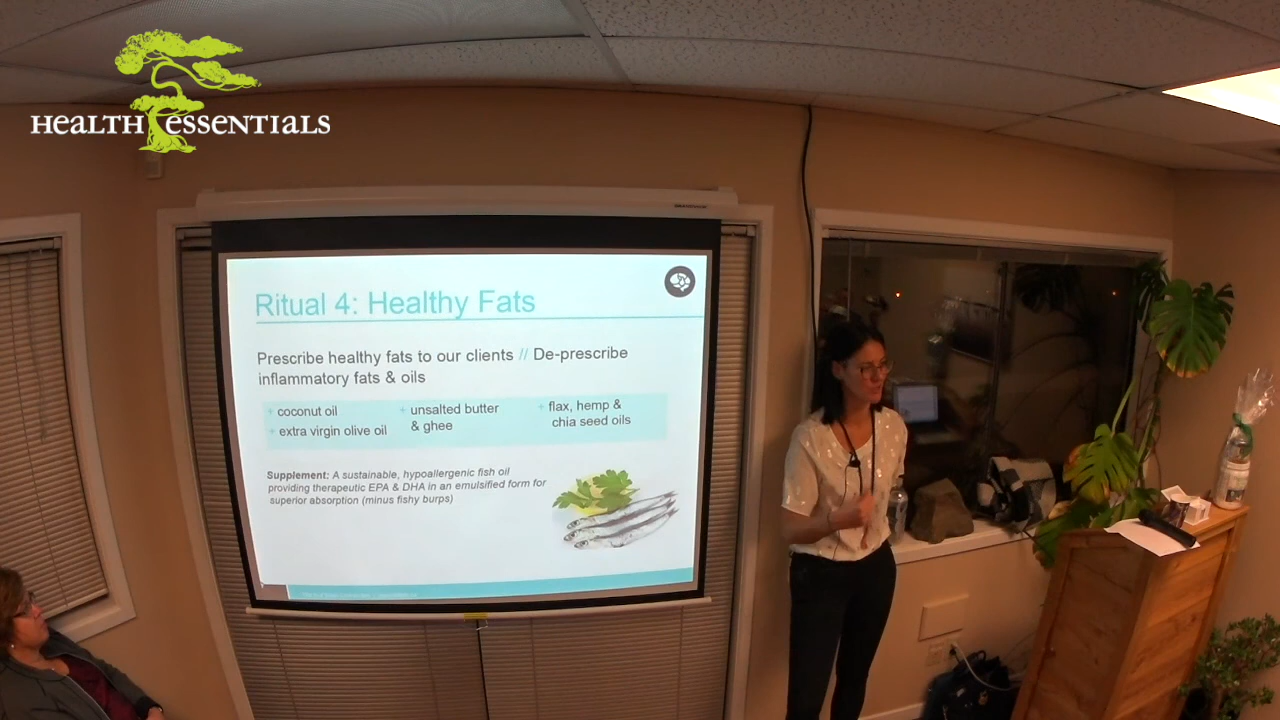 HEALTH ESSENTIALS
Ritual 4: Healthy Fats
Prescribe healthy fats to our clients // De-prescribe
inflammatory fats & oils
+ coconut oil
+ extra virgin olive oil
+ unsalted butter
& ghee
+ flax, hemp &
chia seed oils
Supplement: A sustainable, hypoallergenic fish oil
providing therapeutic EPA & DHA in an emulsified form for
superior absorption (minus fishy burps)